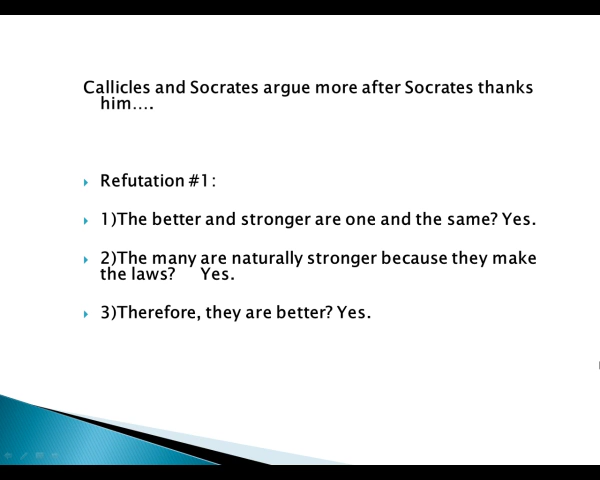 Callicles and Socrates argue more after Socrates thanks
him....
Refutation #1:
1)The better and stronger are one and the same? Yes.
2)The many are naturally stronger because they make
the laws? Yes.
3)Therefore, they are better? Yes.